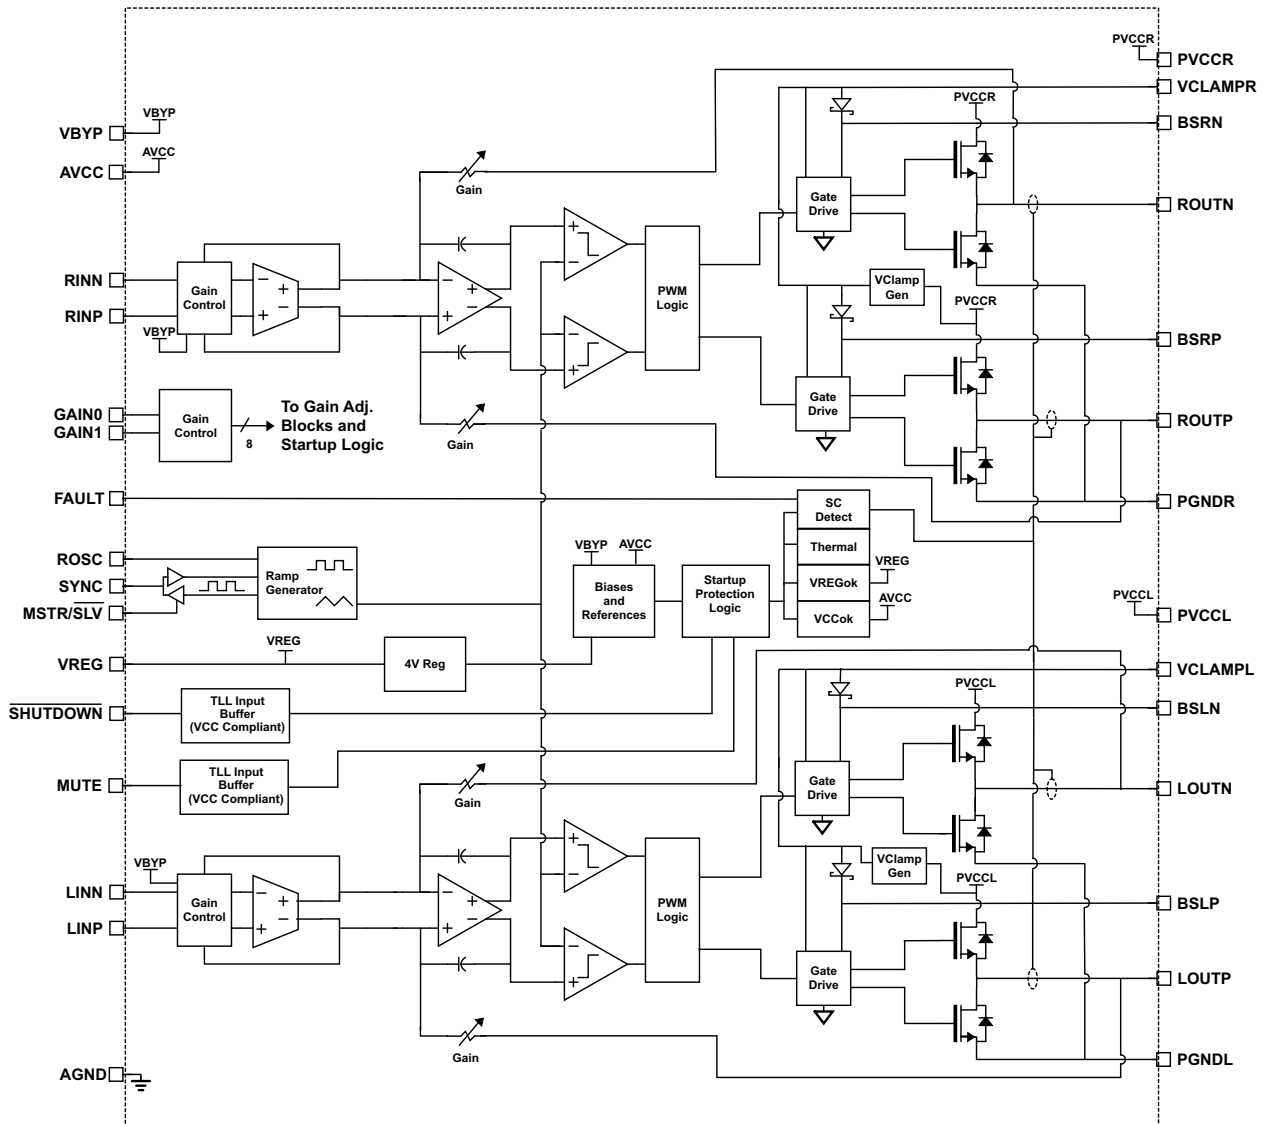 PVCCR
PVCCR
VCLAMPR
PVCCR
BSRN
VBYP
VBYP
AVCC
AVCC
Gain
Gate
Drive
ROUTN
RINN
RINP
Gain
Control
VBYP
PWM
Logic
VClamp
Gen
PVCCR
BSRP
Gate
Drive
GAIN0
GAIN1
Gain
Control
8
To Gain Adj.
Blocks and
Startup Logic
Gain
ROUTP
FAULT
SC
Detect
PGNDR
ROSC
SYNC
MSTR/SLV
Ramp
Generator
VBYP
AVCC
Biases
and
References
Startup
Protection
Logic
Thermal
VREGok
VREG
VCCok
AVCC
PVCCL
PVCCL
VREG
VREG
4V Reg
VCLAMPL
PVCCL
SHUTDOWN
TLL Input
Buffer
(VCC Compliant)
BSLN
MUTE
TLL Input
Buffer
(VCC Compliant)
Gain
Gate
Drive
LOUTN
VBYP
LINN
LINP
Gain
Control
PWM
Logic
VClamp
Gen
PVCCL
BSLP
Gate
Drive
LOUTP
Gain
PGNDL
AGND